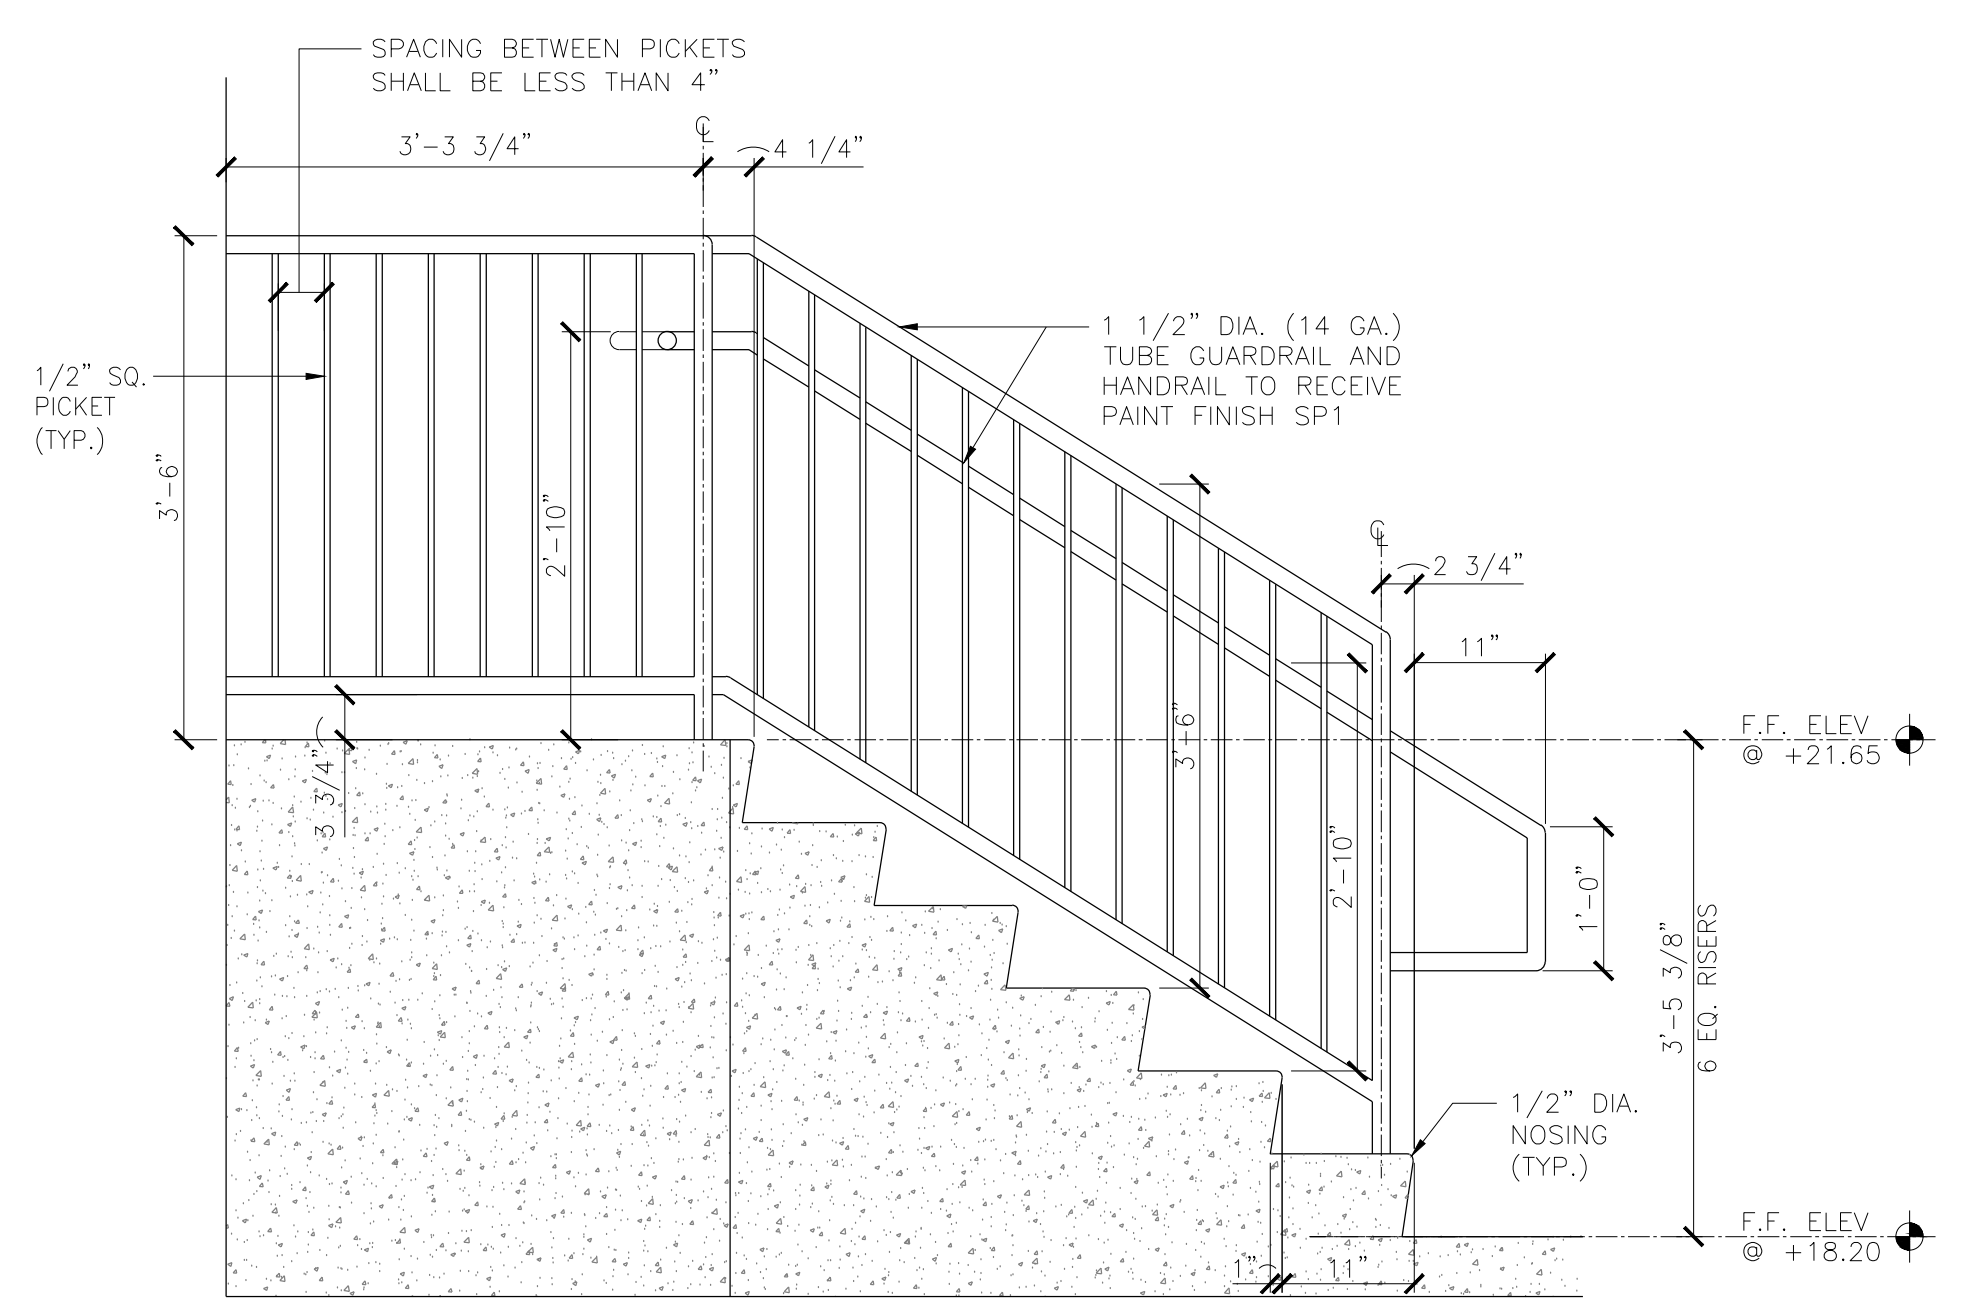 SPACING BETWEEN PICKETS
SHALL BE LESS THAN 4"
3'-3 3/4"
℄
4 1/4"
1/2" SQ.
PICKET
(TYP.)
3'-6"
2'-10"
1 1/2" DIA. (14 GA.)
TUBE GUARDRAIL AND
HANDRAIL TO RECEIVE
PAINT FINISH SP1
℄
2 3/4"
11"
3'-6"
F.F. ELEV
@ +21.65
3 3/4"
2'-10"
1'-0"
3'-5 3/8"
6 EQ. RISERS
1/2" DIA.
NOSING
(TYP.)
F.F. ELEV
@ +18.20
1"
11"